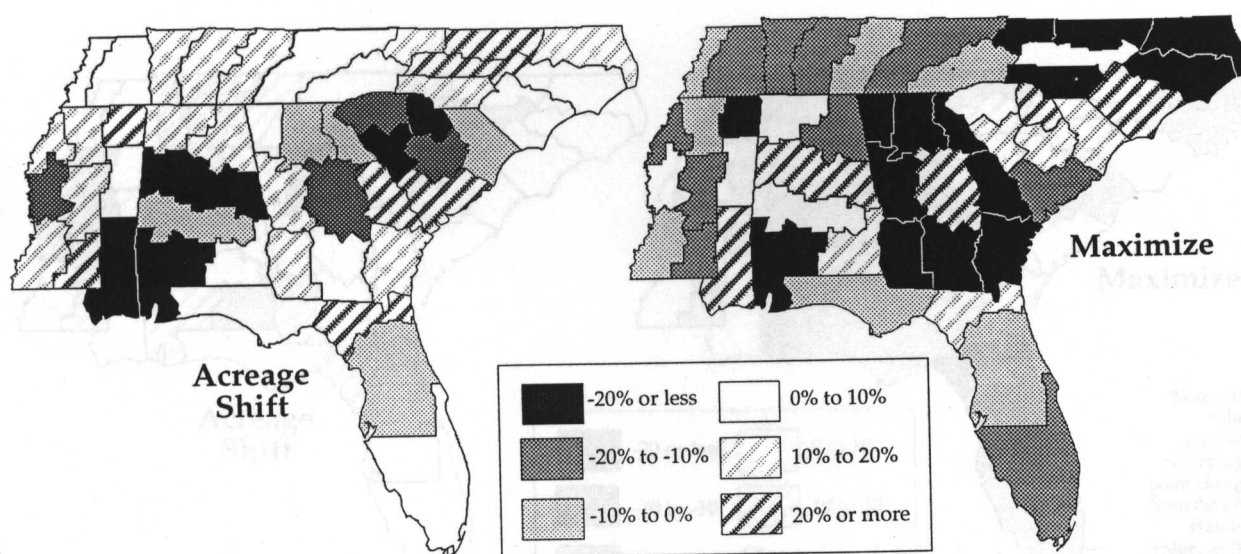 Acreage
Shift
Maximize
-20% or less
0% to 10%
-20% to -10%
10% to 20%
-10% to 0%
20% or more